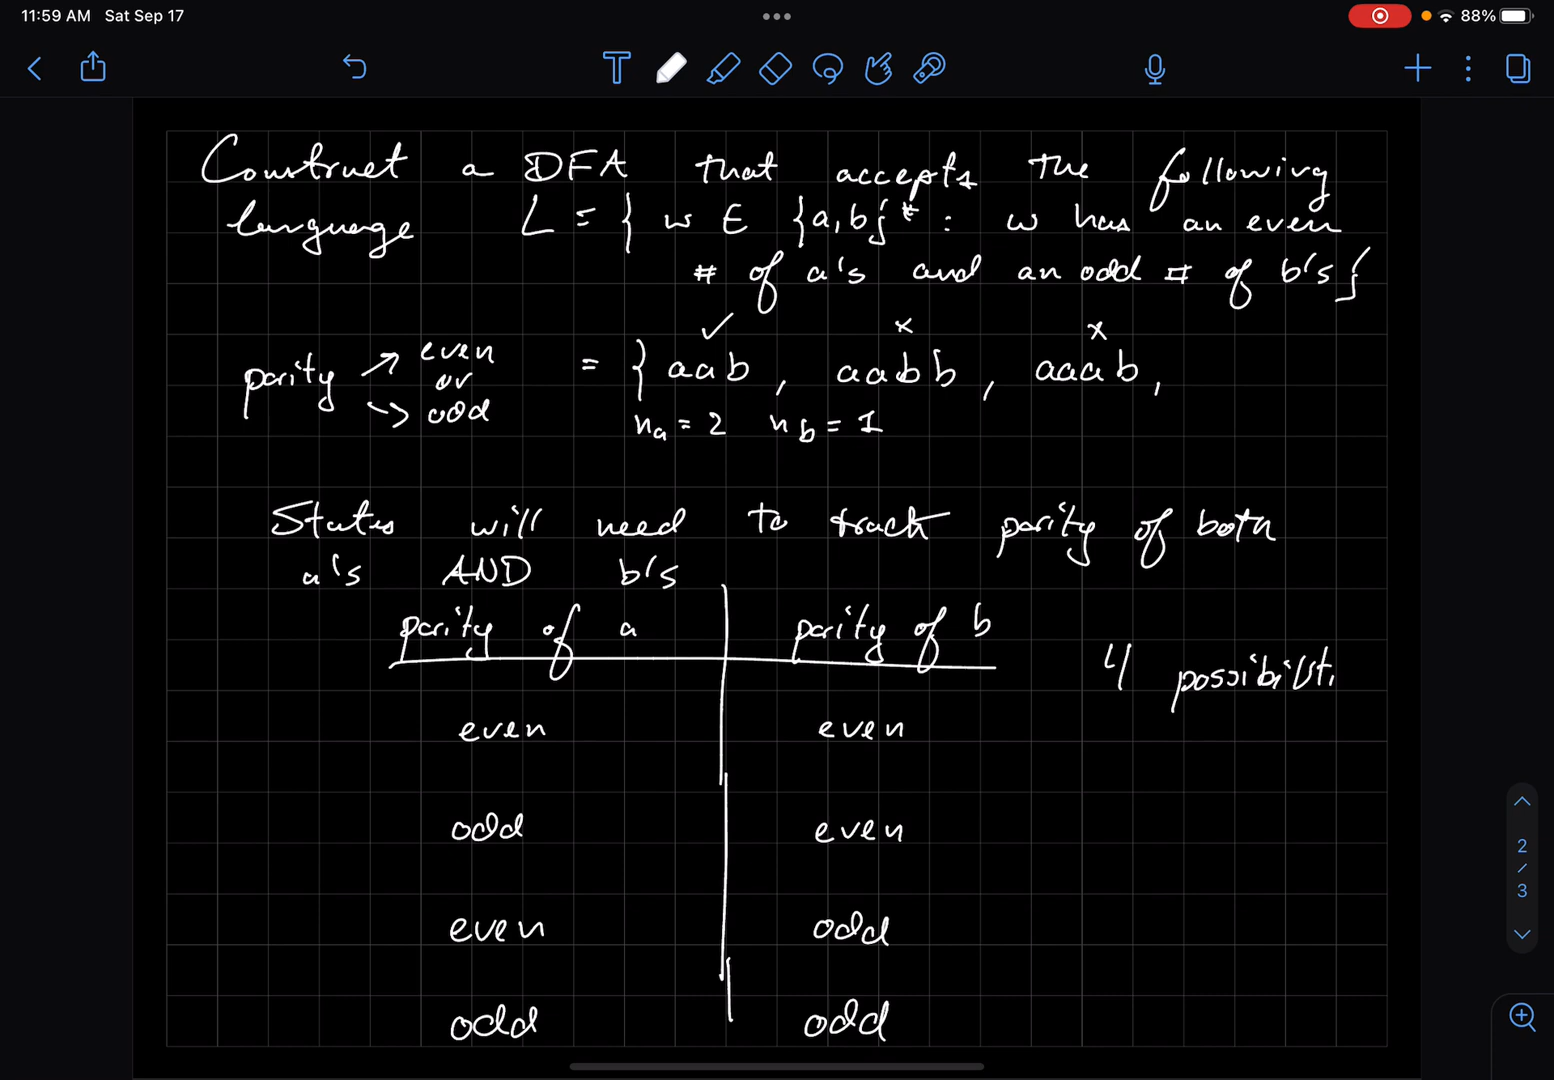 11:59 AM Sat Sep 17
88%
Construct a DFA that accepts the following
language L = { w ∈ {a,b}* : w has an even
# of a's and an odd # of b's}
✓ x x
parity → even or → odd = { aab, aabb, aaab,
na = 2 nb = 1
States will need to track parity of both
a's AND b's
parity of a parity of b
4 possibiliti
even even
odd even
even odd
odd odd
2
/
3